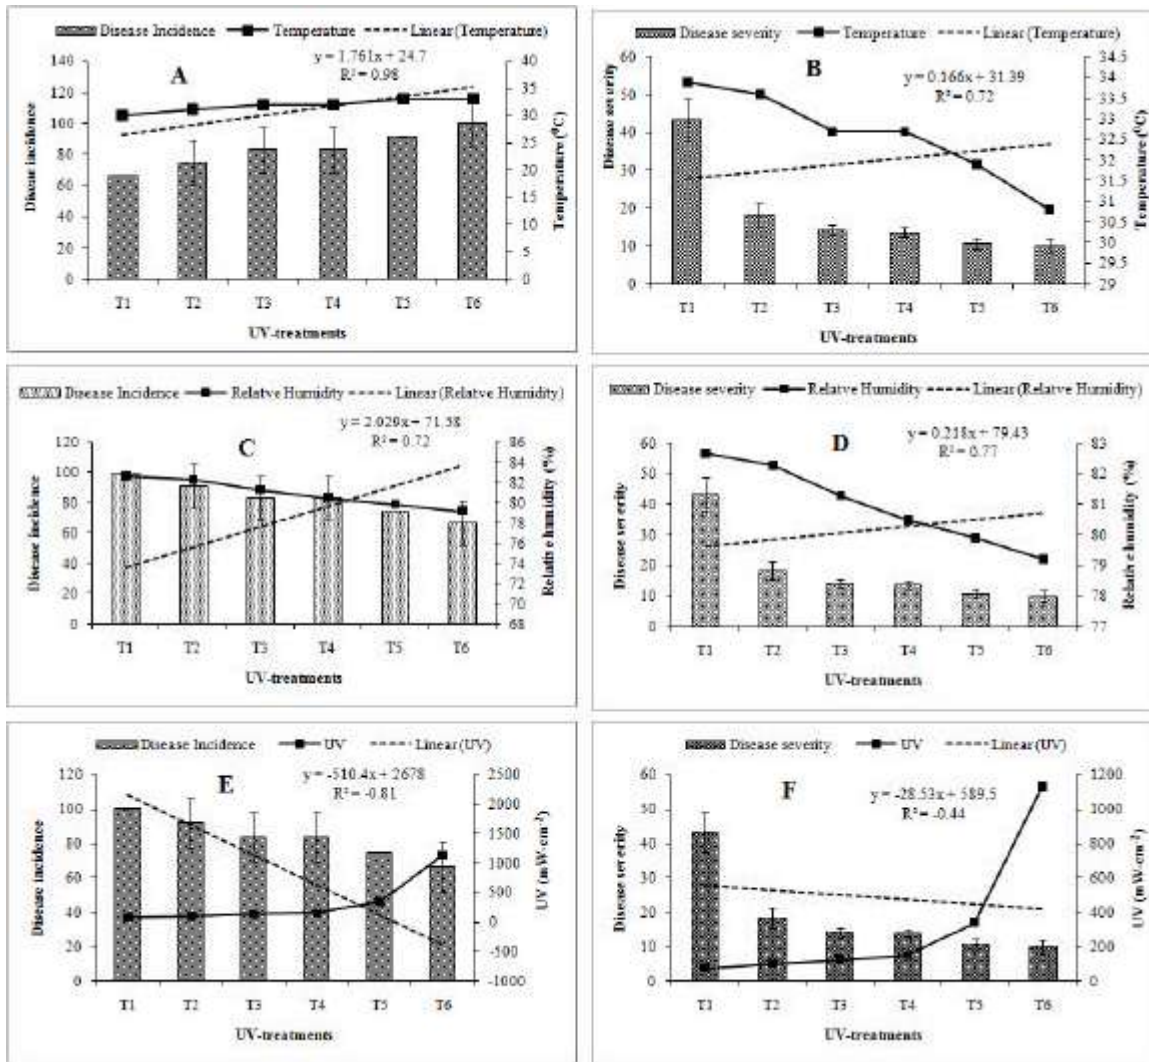 Disease Incidence Temperature Linear (Temperature)
A
y = 1.761x + 24.7
R² = 0.98
Disease incidence
140
120
100
80
60
40
20
0
40
35
30
25
20
15
10
5
0
Temperature (⁰C)
T1 T2 T3 T4 T5 T6
UV-treatments
Disease severity Temperature Linear (Temperature)
B
y = 0.166x + 31.39
R² = 0.72
Disease severity
60
50
40
30
20
10
0
34.5
34
33.5
33
32.5
32
31.5
31
30.5
30
29.5
29
Temperature (⁰C)
T1 T2 T3 T4 T5 T6
UV-treatments
Disease Incidence Relatve Humidity Linear (Relatve Humidity)
C
y = 2.029x + 71.58
R² = 0.72
Disease incidence
120
100
80
60
40
20
0
86
84
82
80
78
76
74
72
70
68
Relative humidity (%)
T1 T2 T3 T4 T5 T6
UV-treatments
Disease severity Relatve Humidity Linear (Relatve Humidity)
D
y = 0.218x + 79.43
R² = 0.77
Disease severity
60
50
40
30
20
10
0
83
82
81
80
79
78
77
Relative humidity (%)
T1 T2 T3 T4 T5 T6
UV-treatments
Disease Incidence UV Linear (UV)
E
y = -510.4x + 2678
R² = -0.81
Disease incidence
120
100
80
60
40
20
0
2500
2000
1500
1000
500
0
-500
-1000
UV (mW-cm-²)
T1 T2 T3 T4 T5 T6
UV-treatments
Disease severity UV Linear (UV)
F
y = -28.53x + 589.5
R² = -0.44
Disease severity
60
50
40
30
20
10
0
1200
1000
800
600
400
200
0
UV (mW-cm-²)
T1 T2 T3 T4 T5 T6
UV-treatments